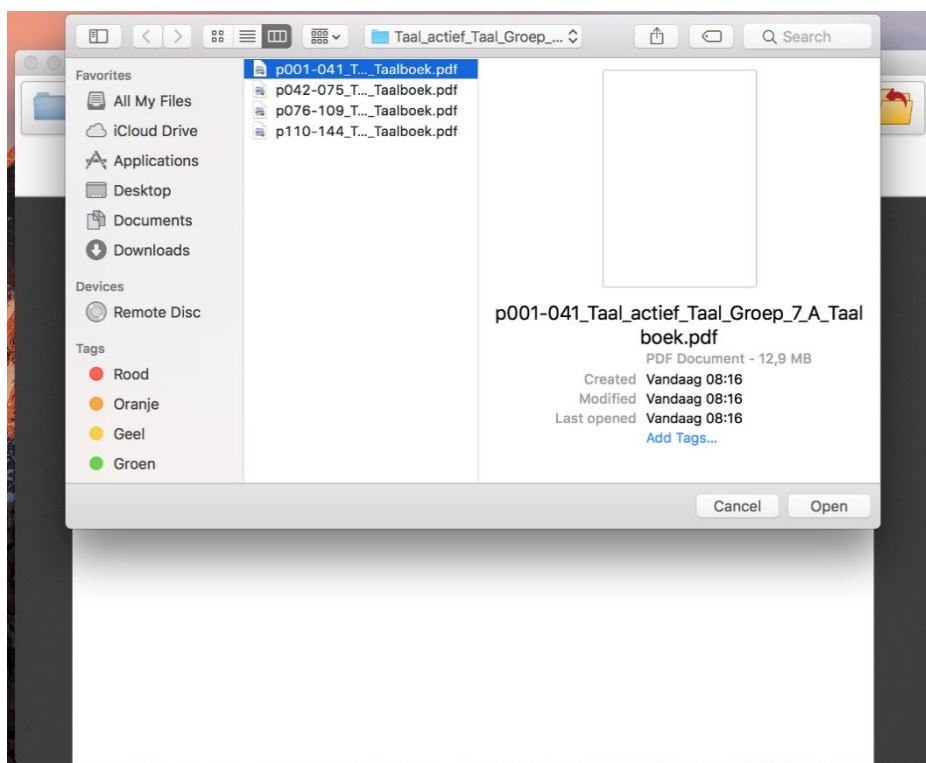 Taal_actief_Taal_Groep_...
Search
Favorites
All My Files
iCloud Drive
Applications
Desktop
Documents
Downloads
Devices
Remote Disc
Tags
Rood
Oranje
Geel
Groen
p001-041_T..._Taalboek.pdf
p042-075_T..._Taalboek.pdf
p076-109_T..._Taalboek.pdf
p110-144_T..._Taalboek.pdf
p001-041_Taal_actief_Taal_Groep_7_A_Taal
boek.pdf
PDF Document - 12,9 MB
Created Vandaag 08:16
Modified Vandaag 08:16
Last opened Vandaag 08:16
Add Tags...
Cancel Open